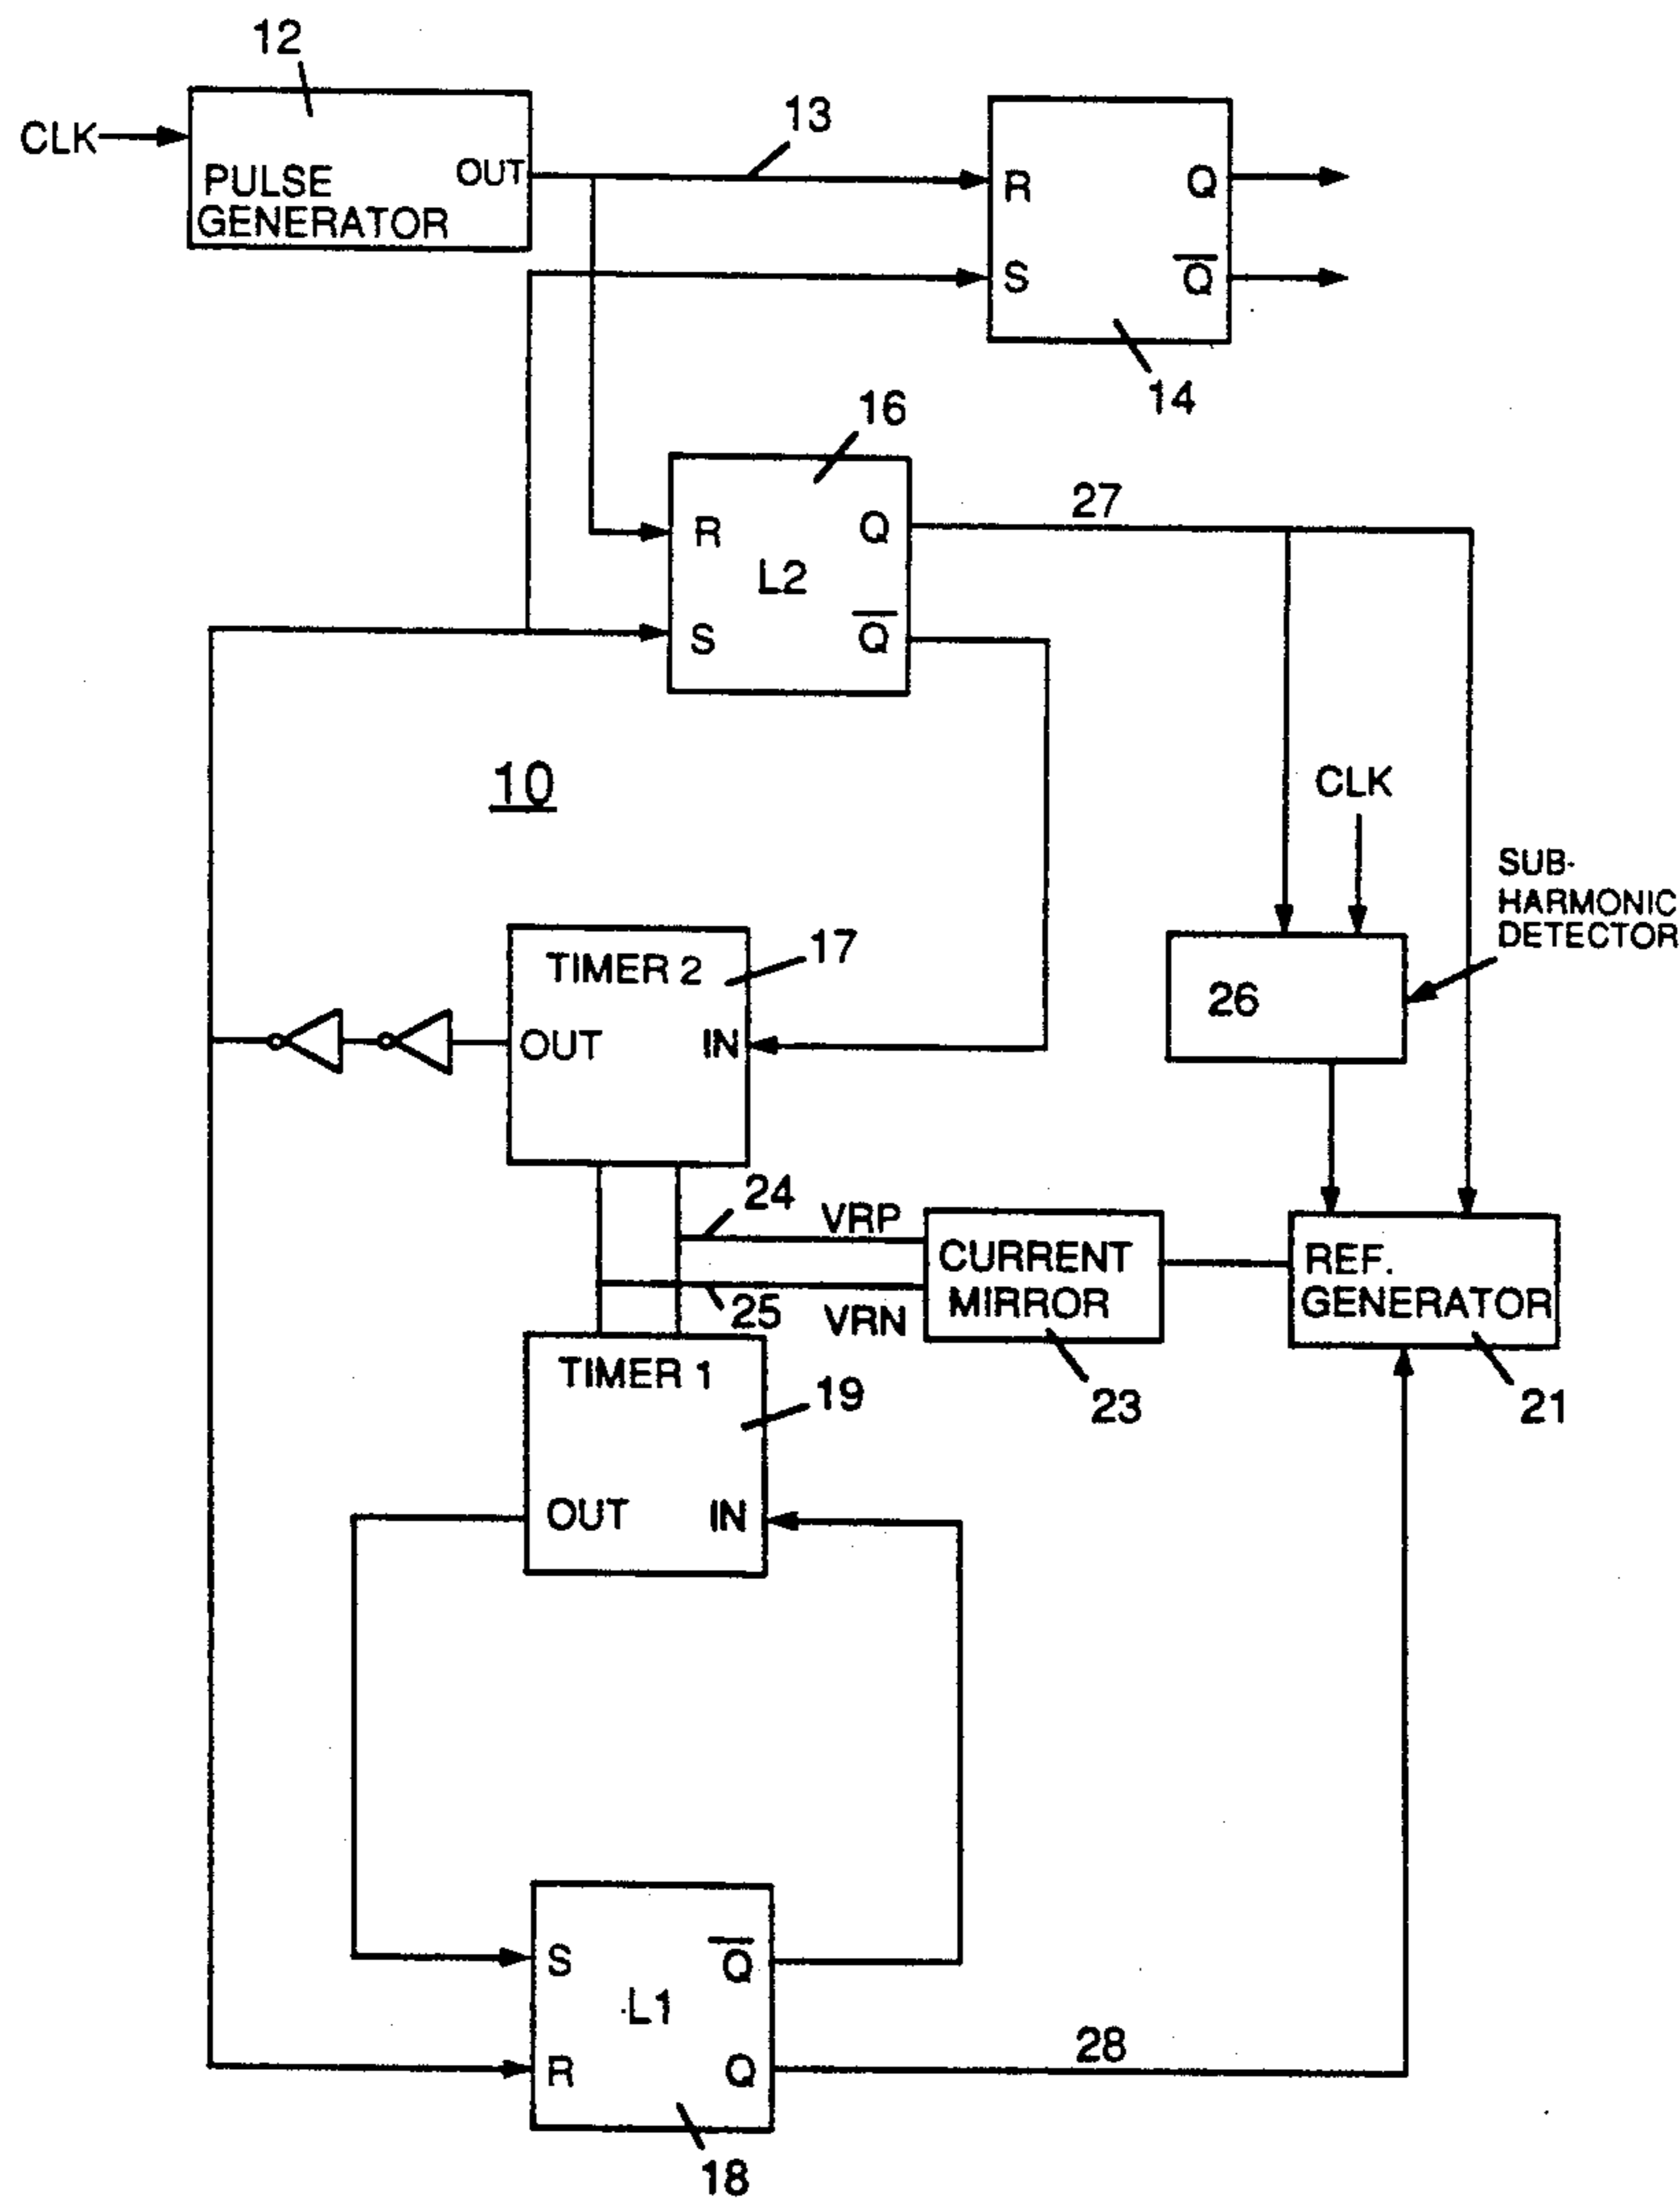 12
CLK
PULSE
GENERATOR
OUT
13
R
Q
S
Q
14
16
R
Q
L2
S
Q
27
10
CLK
SUB-
HARMONIC
DETECTOR
TIMER 2
17
OUT
IN
26
24
VRP
25
VRN
CURRENT
MIRROR
23
REF.
GENERATOR
21
TIMER 1
19
OUT
IN
S
Q
L1
R
Q
28
18